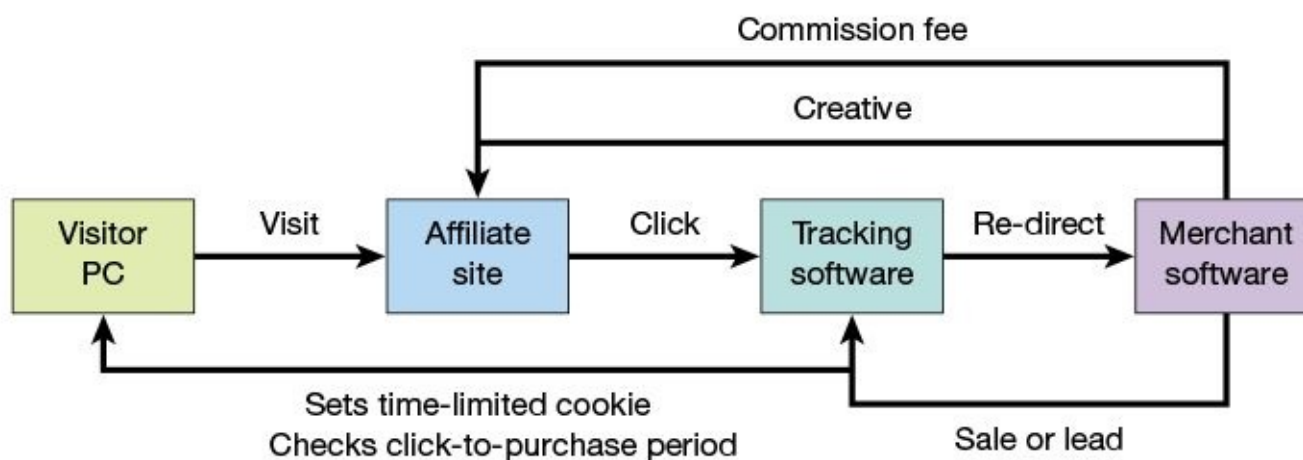 Commission fee
Creative
Visitor
PC
Visit
Affiliate
site
Click
Tracking
software
Re-direct
Merchant
software
Sets time-limited cookie
Checks click-to-purchase period
Sale or lead